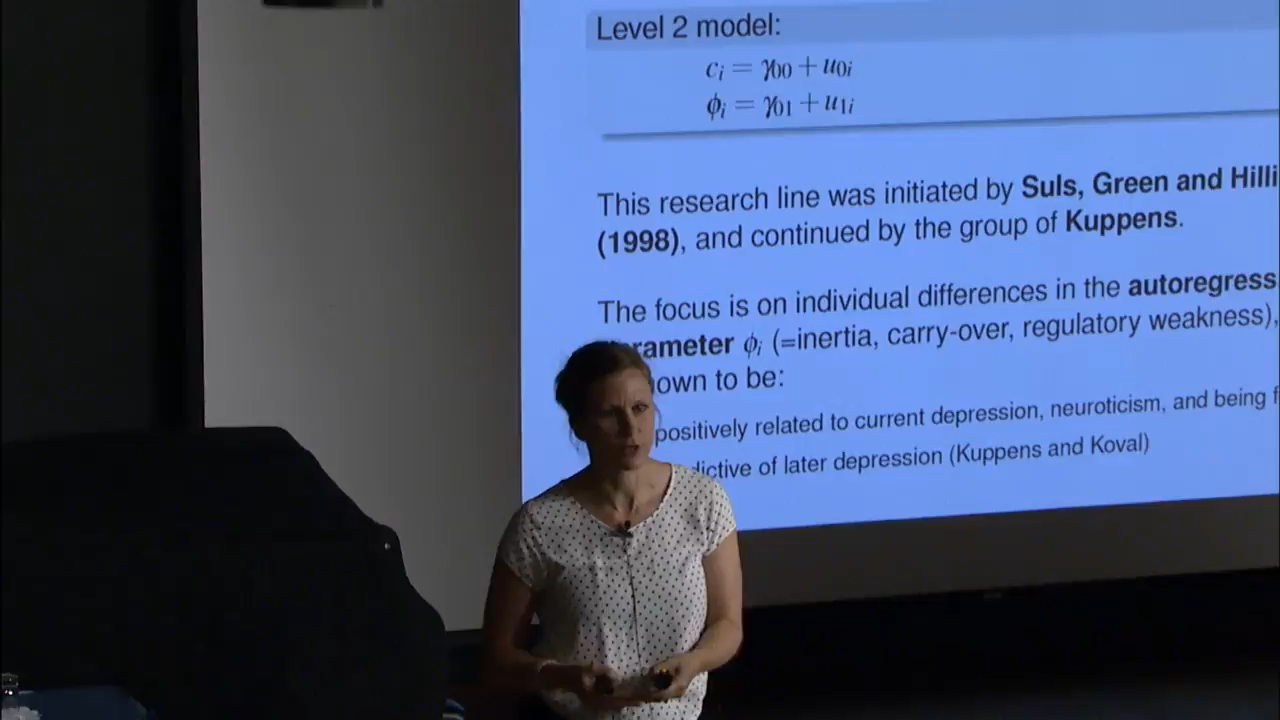 Level 2 model:
cᵢ = γ₀₀ + u₀ᵢ
ϕᵢ = γ₀₁ + u₁ᵢ
This research line was initiated by Suls, Green and Hilli
(1998), and continued by the group of Kuppens.
The focus is on individual differences in the autoregress
rameter ϕᵢ (=inertia, carry-over, regulatory weakness),
own to be:
positively related to current depression, neuroticism, and being f
dictive of later depression (Kuppens and Koval)